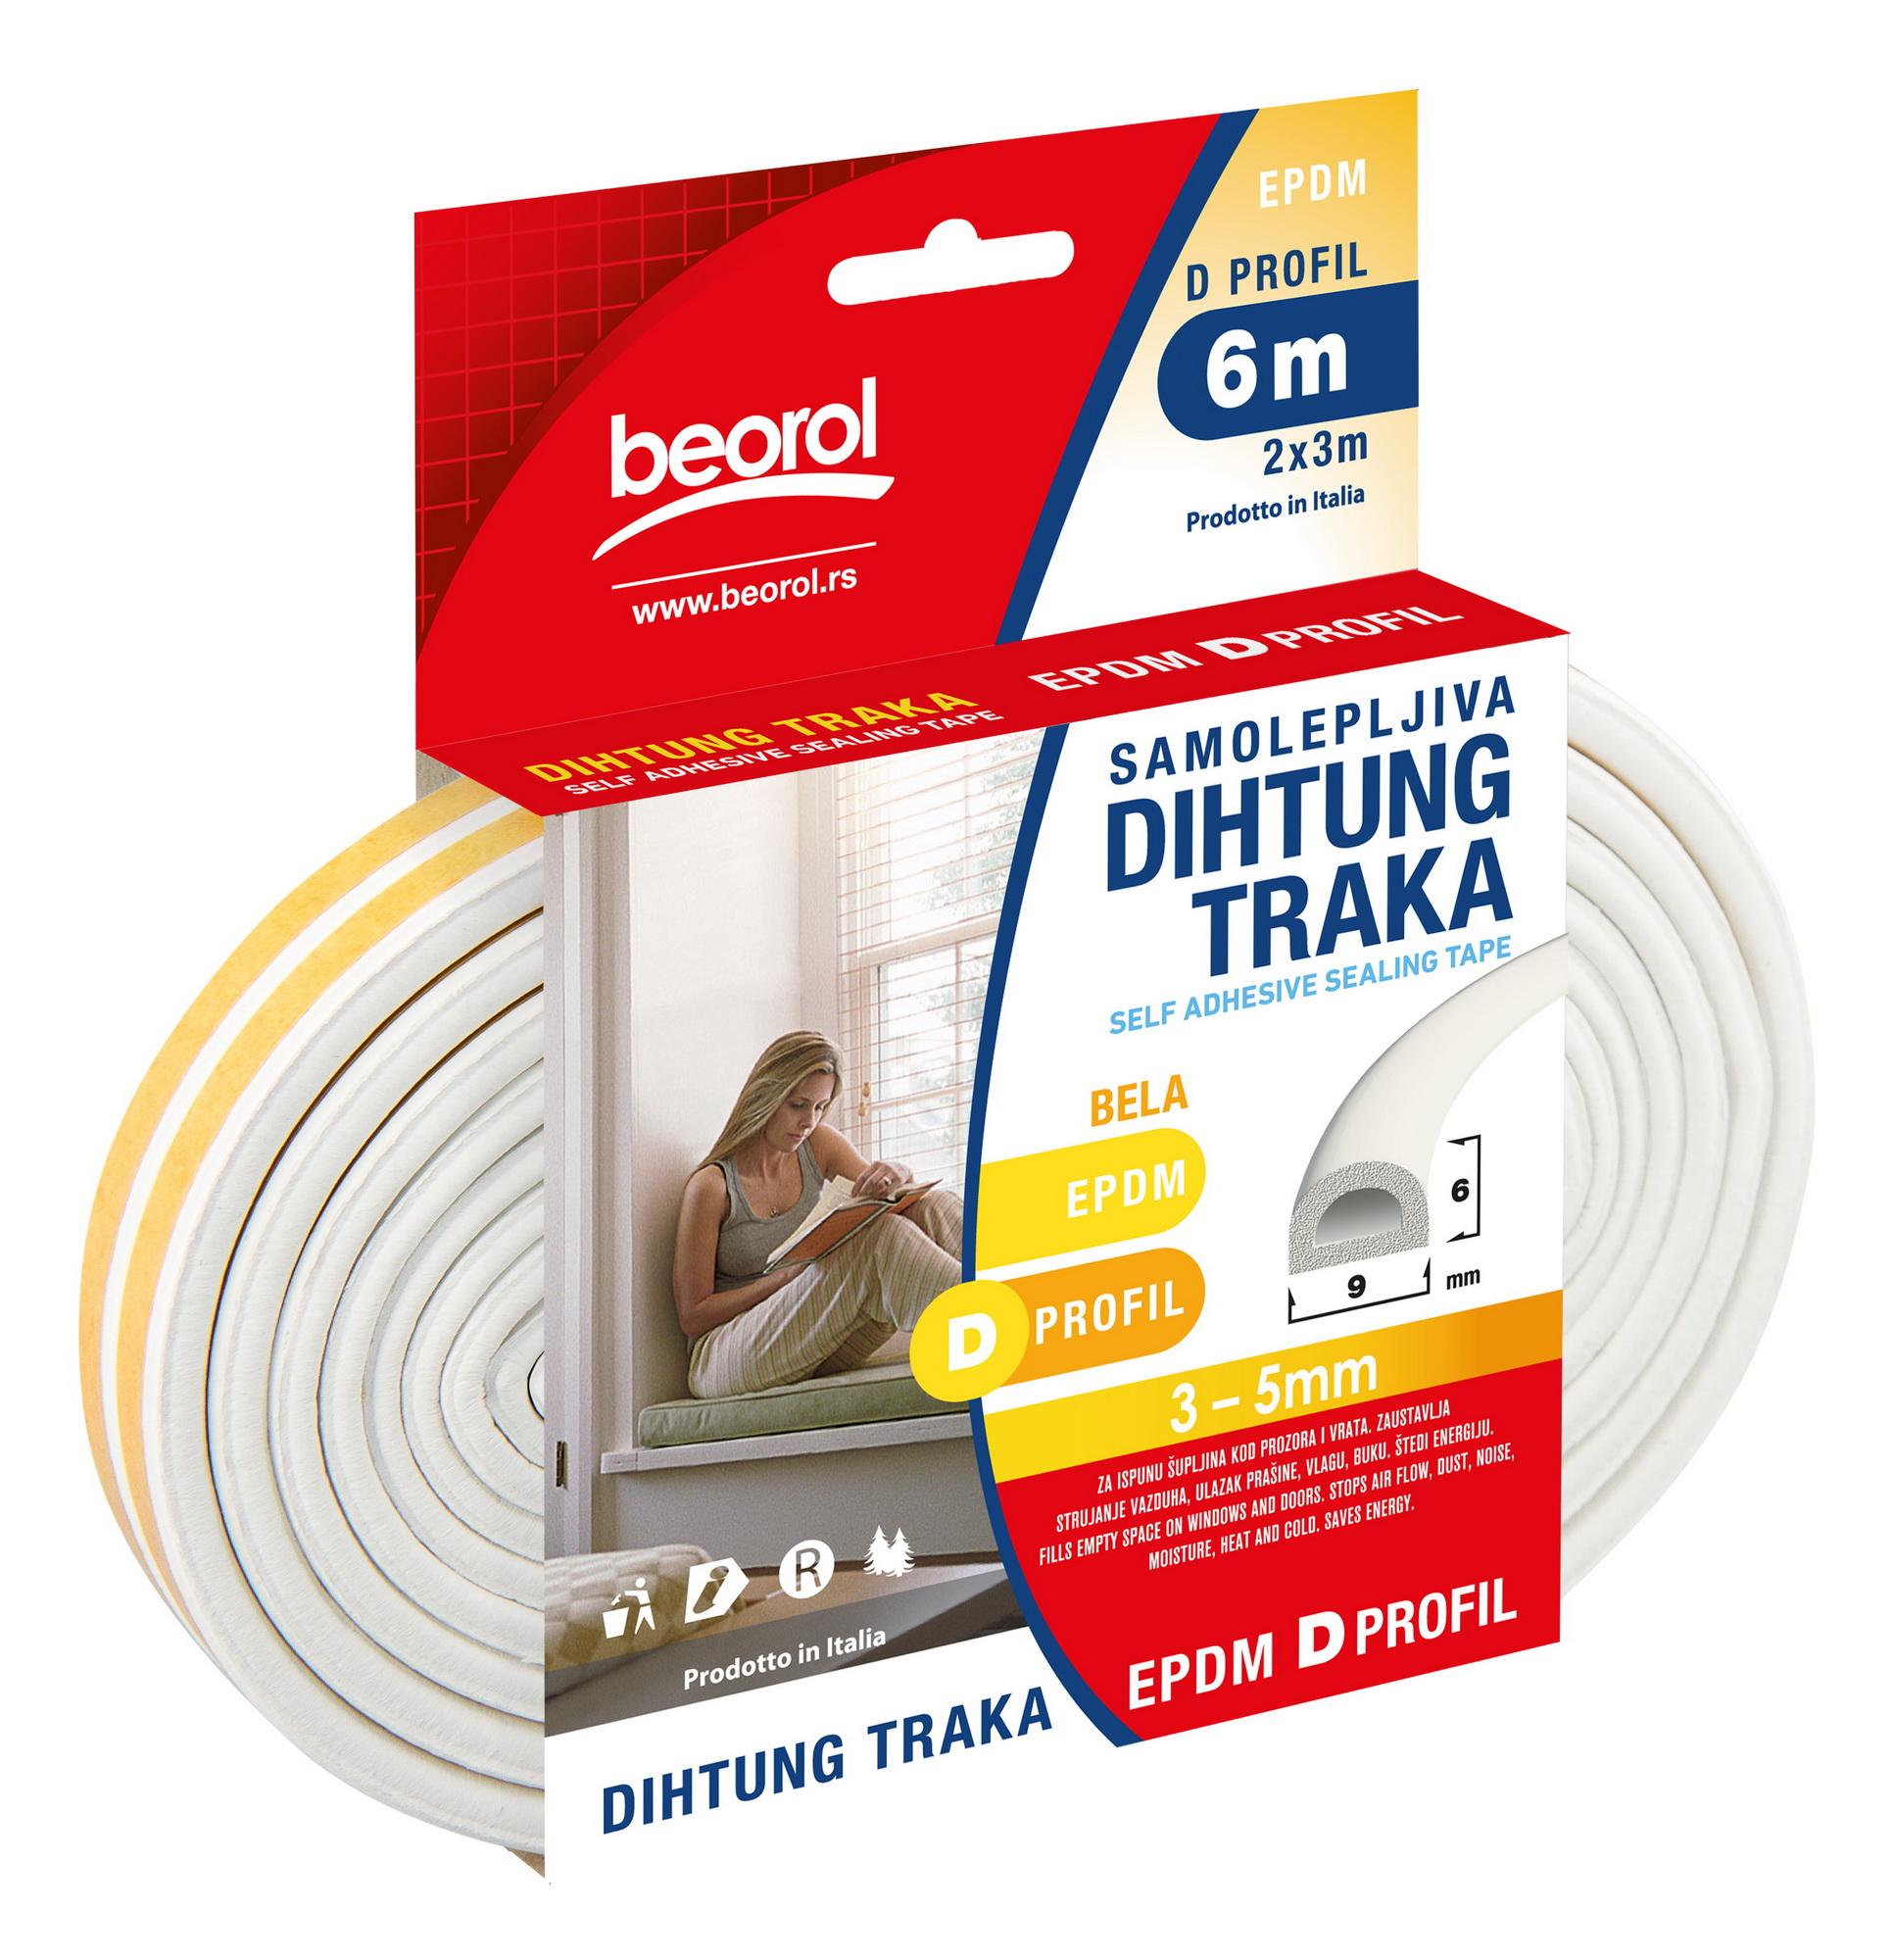 EPDM
D PROFIL
6m
2x3m
Prodotto in Italia
beorol
www.beorol.rs
DIHTUNG TRAKA
SELF ADHESIVE SEALING TAPE
EPDM D PROFIL
SAMOLEPLJIVA
DIHTUNG
TRAKA
SELF ADHESIVE SEALING TAPE
BELA
EPDM
D PROFIL
6
9
mm
3 – 5mm
ZA ISPUNU ŠUPLJINA KOD PROZORA I VRATA. ZAUSTAVLJA
STRUJANJE VAZDUHA, ULAZAK PRAŠINE, VLAGU, BUKU. ŠTEDI ENERGIJU.
FILLS EMPTY SPACE ON WINDOWS AND DOORS. STOPS AIR FLOW, DUST, NOISE,
MOISTURE, HEAT AND COLD. SAVES ENERGY.
R
Prodotto in Italia
EPDM D PROFIL
DIHTUNG TRAKA